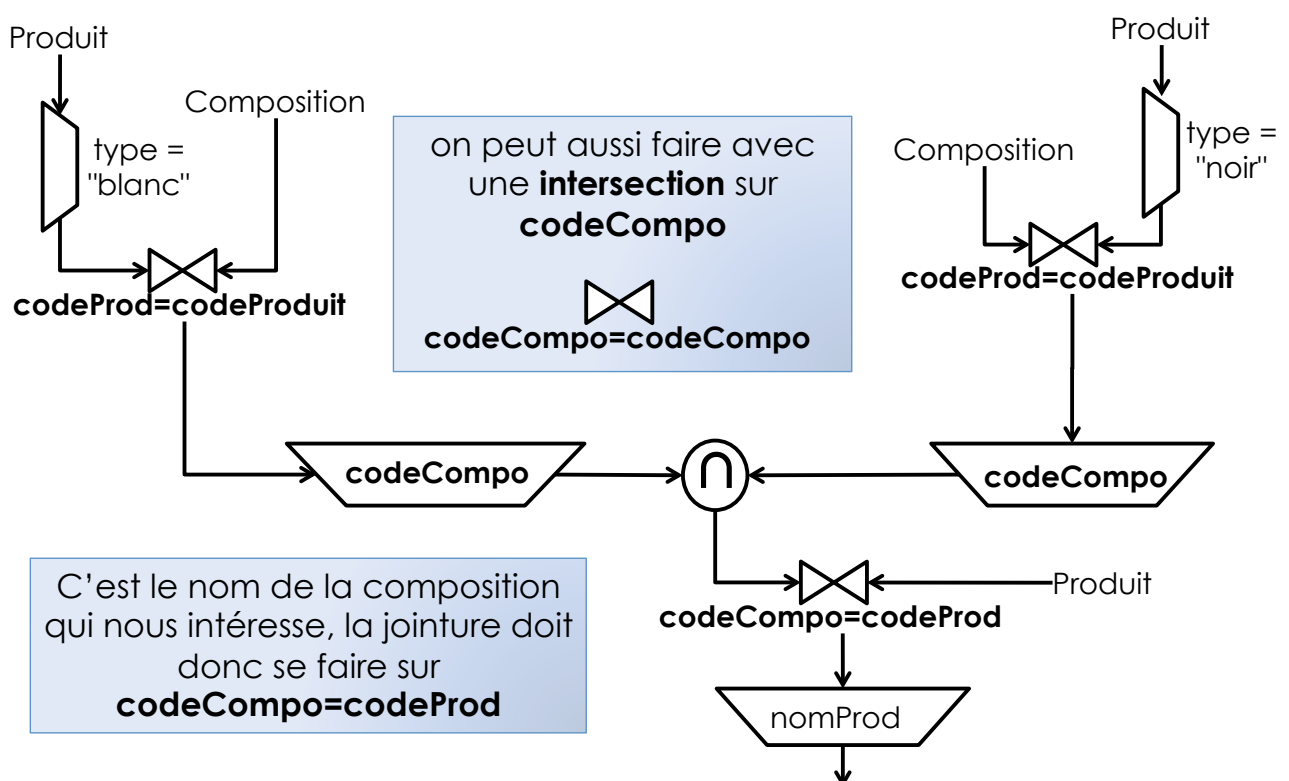 Produit
Produit
Composition
type =
"blanc"
on peut aussi faire avec
une intersection sur
codeCompo
codeCompo=codeCompo
Composition
type =
"noir"
codeProd=codeProduit
codeProd=codeProduit
codeCompo
∩
codeCompo
C’est le nom de la composition
qui nous intéresse, la jointure doit
donc se faire sur
codeCompo=codeProd
Produit
codeCompo=codeProd
nomProd